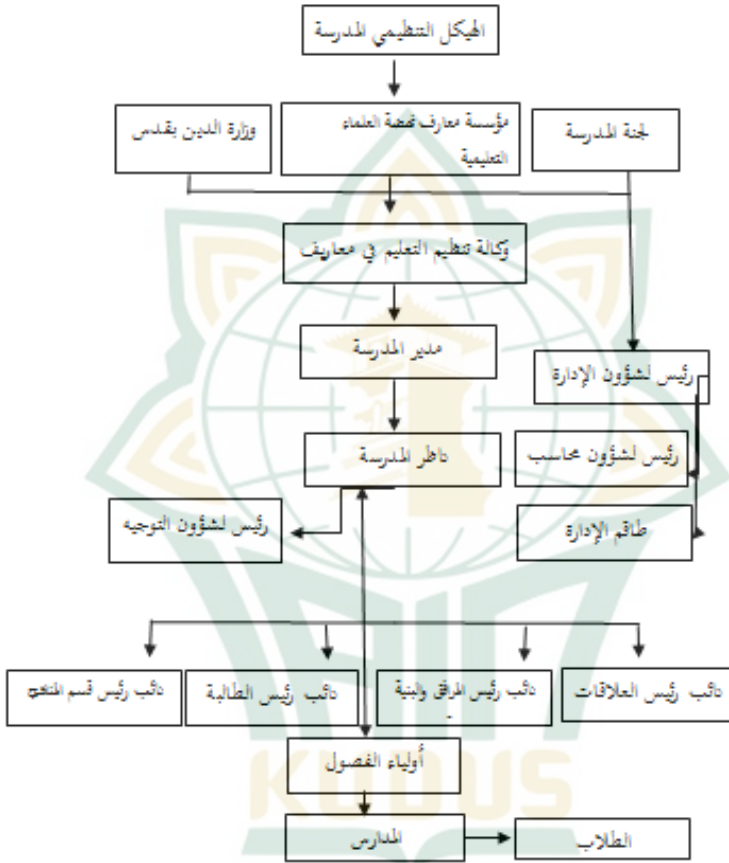 الهيكل التنظيمي المدرسة
لجنة المدرسة
مؤسسة معارف نهضة العلماء
التعليمية
وزارة الدين بقدس
وكالة تنظيم التعليم في معاريف
مدير المدرسة
رئيس لشؤون الإدارة
ناظر المدرسة
رئيس لشؤون محاسب
رئيس لشؤون التوجيه
طاقم الإدارة
نائب رئيس العلاقات
نائب رئيس المرافق والبنية
نائب رئيس الطالبة
نائب رئيس قسم المناهج
أولياء الفصول
المدارس
الطلاب
KUDUS